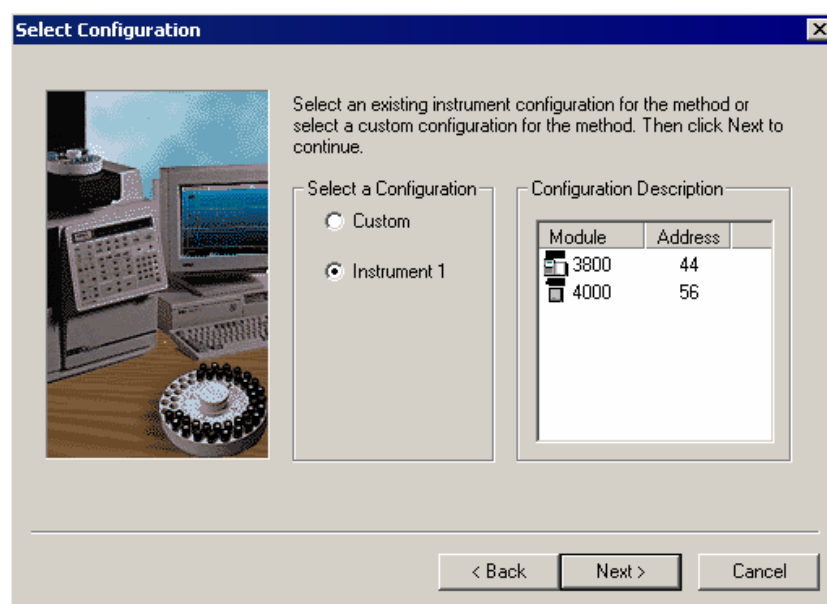 Select Configuration
Select an existing instrument configuration for the method or
select a custom configuration for the method. Then click Next to
continue.
Select a Configuration
Custom
Instrument 1
Configuration Description
Module Address
3800 44
4000 56
< Back Next > Cancel